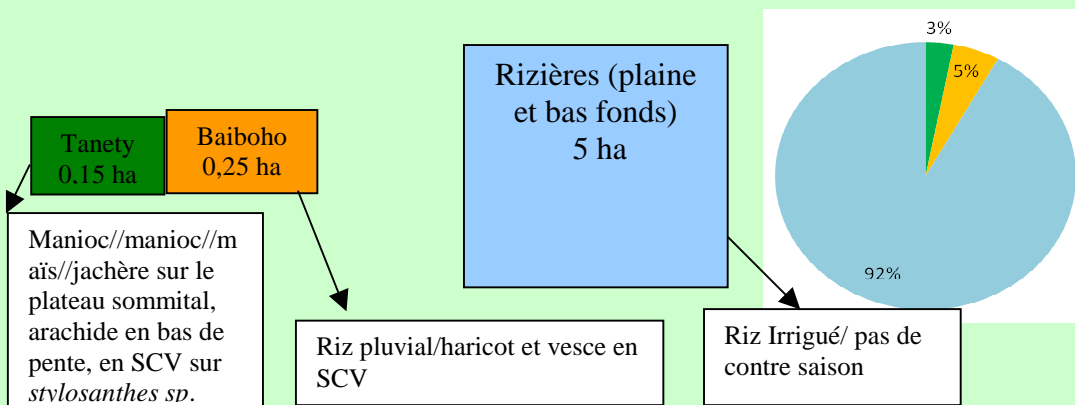 Tanety
0,15 ha
Baiboho
0,25 ha
Rizières (plaine
et bas fonds)
5 ha
3%
5%
92%
Manioc//manioc//m
aïs//jachère sur le
plateau sommital,
arachide en bas de
pente, en SCV sur
stylosanthes sp.
Riz pluvial/haricot et vesce en
SCV
Riz Irrigué/ pas de
contre saison